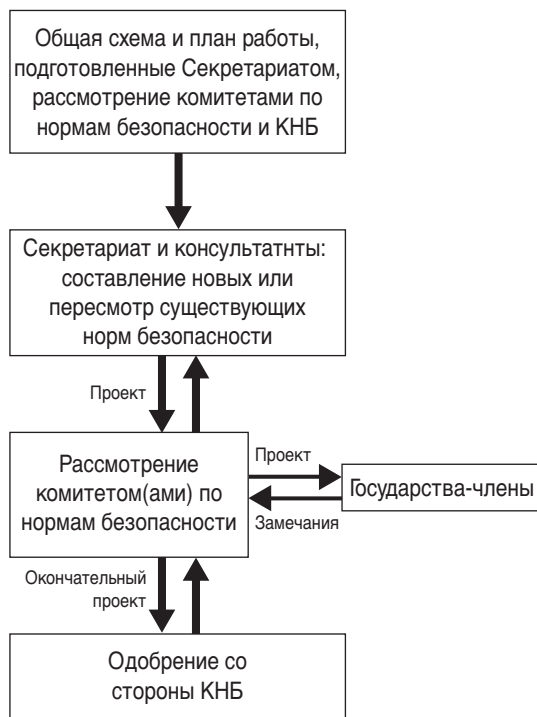 Общая схема и план работы,
подготовленные Секретариатом,
рассмотрение комитетами по
нормам безопасности и КНБ
Секретариат и консультатнты:
составление новых или
пересмотр существующих
норм безопасности
Проект
Рассмотрение
комитетом(ами) по
нормам безопасности
Проект
Государства-члены
Замечания
Окончательный
проект
Одобрение со
стороны КНБ